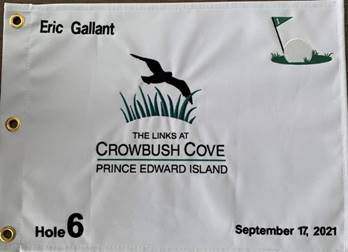 Eric Gallant
THE LINKS AT
CROWBUSH COVE
PRINCE EDWARD ISLAND
Hole 6
September 17, 2021